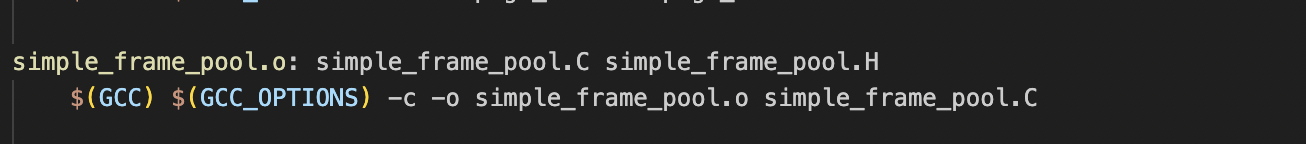 simple_frame_pool.o: simple_frame_pool.C simple_frame_pool.H
$(GCC) $(GCC_OPTIONS) -c -o simple_frame_pool.o simple_frame_pool.C